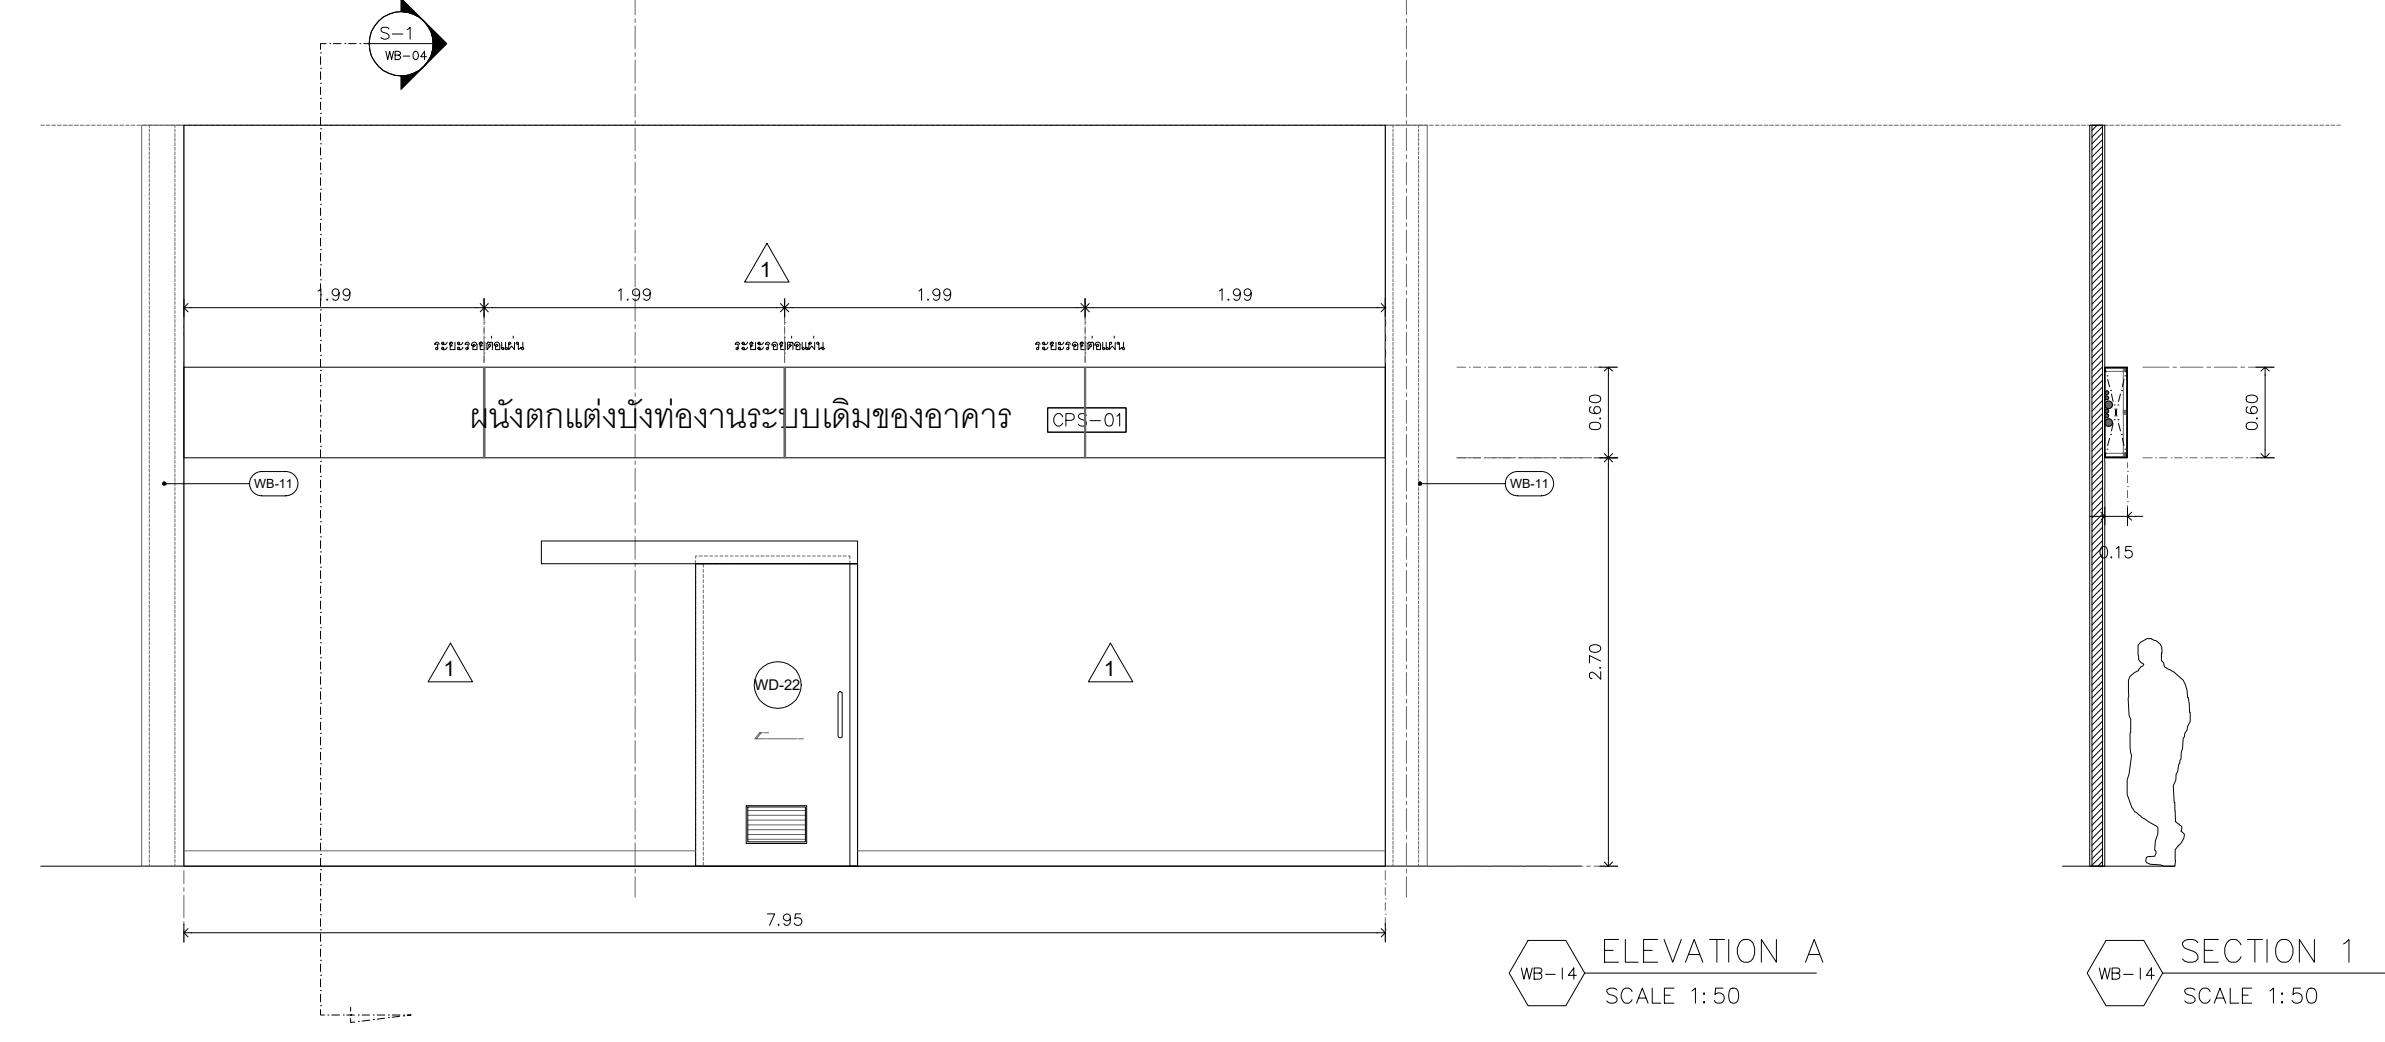 S-1
WB-04
1
1.99 1.99 1.99 1.99
ระยะรอยต่อแผ่น ระยะรอยต่อแผ่น ระยะรอยต่อแผ่น
ผนังตกแต่งบังท่องานระบบเดิมของอาคาร CPS-01
0.60
0.60
WB-11
WB-11
0.15
1
1
2.70
WD-22
7.95
WB-14 ELEVATION A
SCALE 1:50
WB-14 SECTION 1
SCALE 1:50